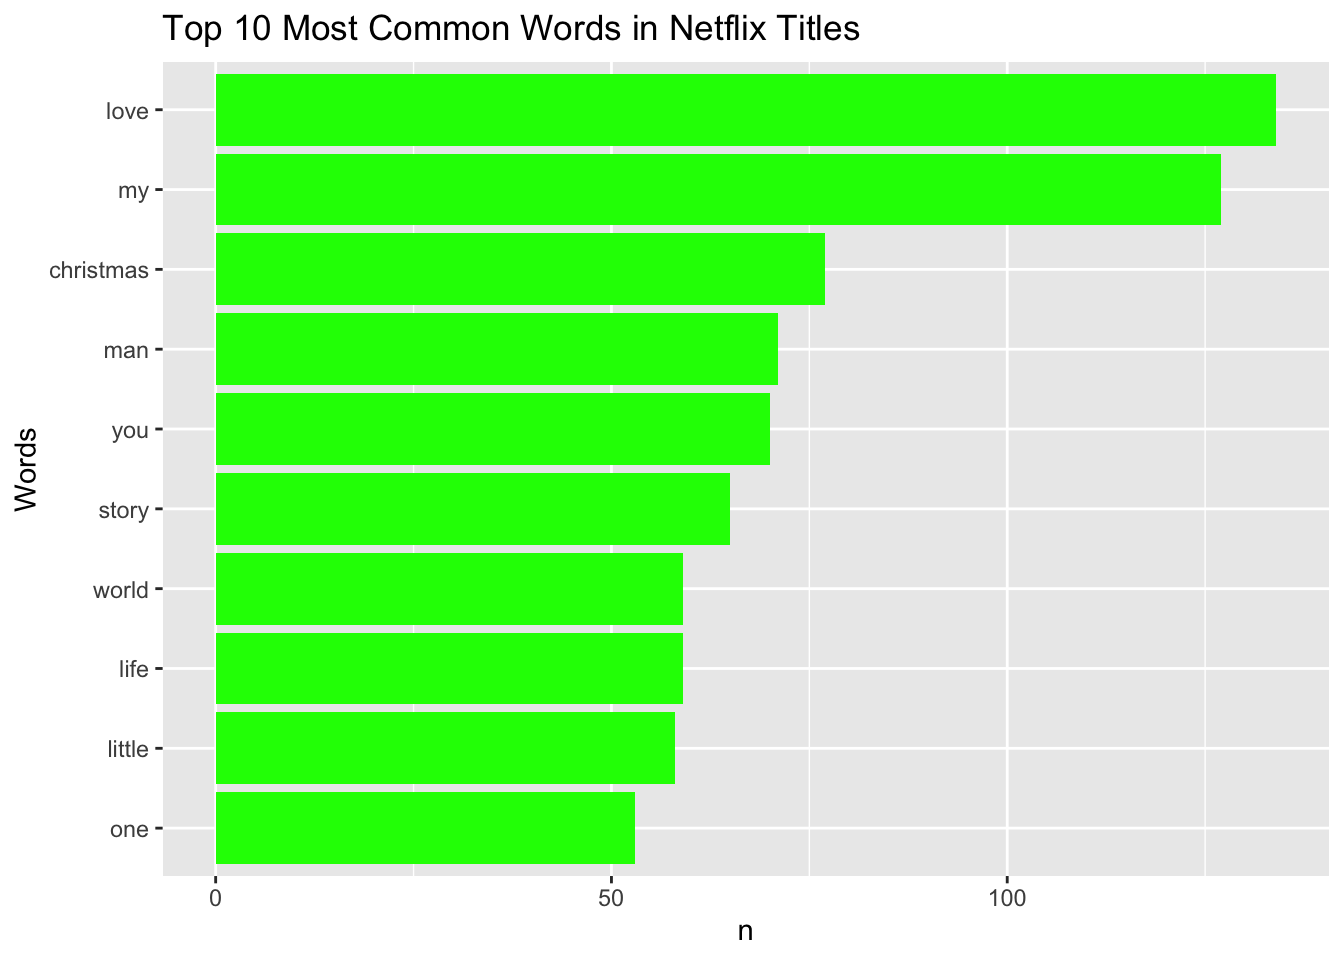 Top 10 Most Common Words in Netflix Titles
love
my
christmas
man
you
story
world
life
little
one
Words
0 50 100
n